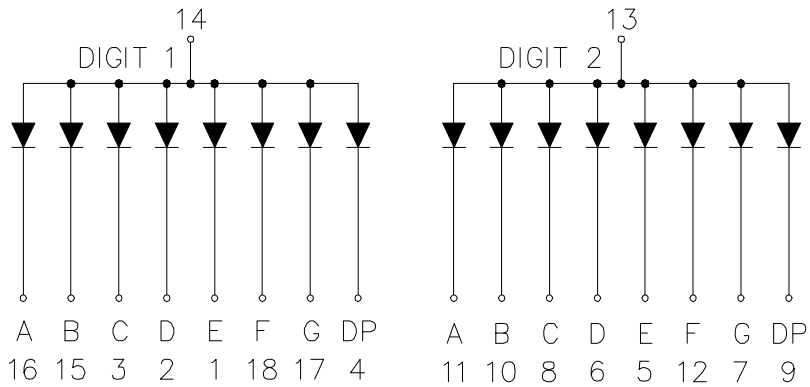 14 13
DIGIT 1 DIGIT 2
A B C D E F G DP A B C D E F G DP
16 15 3 2 1 18 17 4 11 10 8 6 5 12 7 9